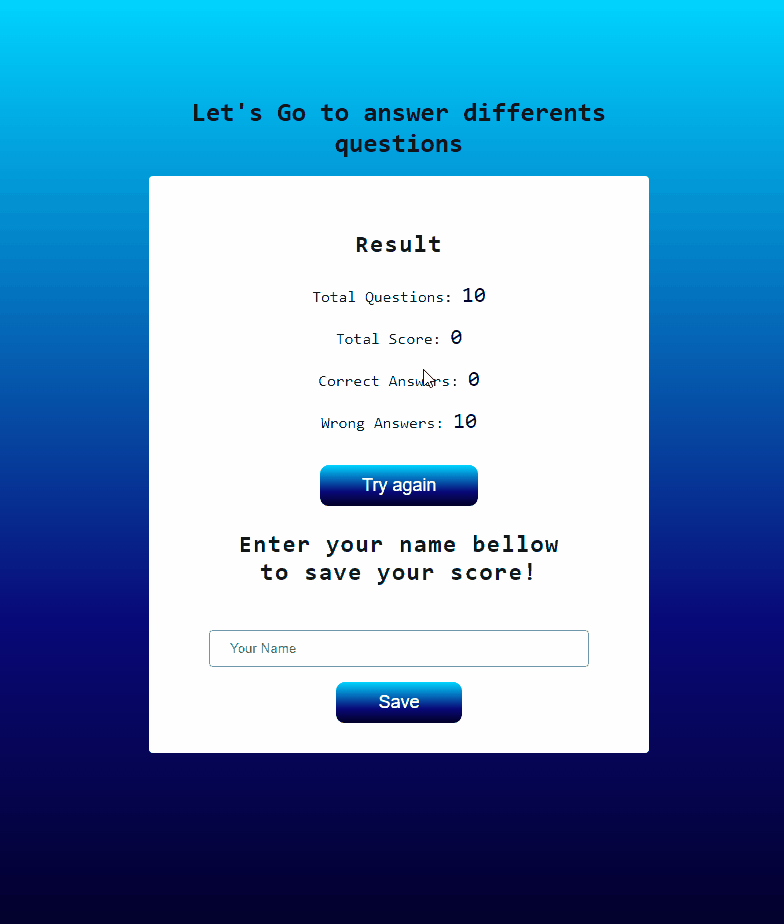 Let's Go to answer differents
questions
Result
Total Questions: 10
Total Score: 0
Correct Answers: 0
Wrong Answers: 10
Try again
Enter your name bellow
to save your score!
Your Name
Save